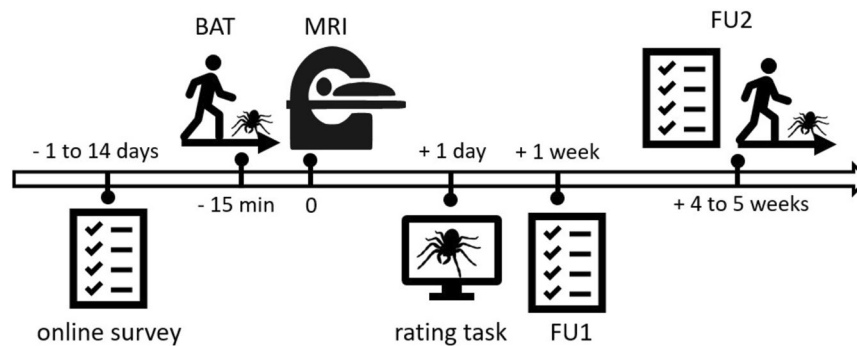 BAT
MRI
FU2
- 1 to 14 days
+ 1 day
+ 1 week
- 15 min
0
+ 4 to 5 weeks
online survey
rating task
FU1